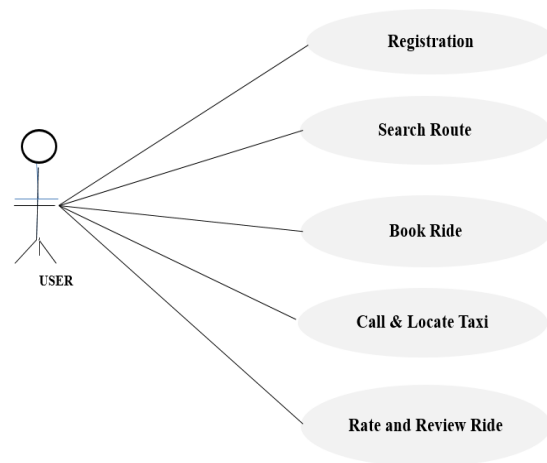 Registration
Search Route
Book Ride
USER
Call & Locate Taxi
Rate and Review Ride